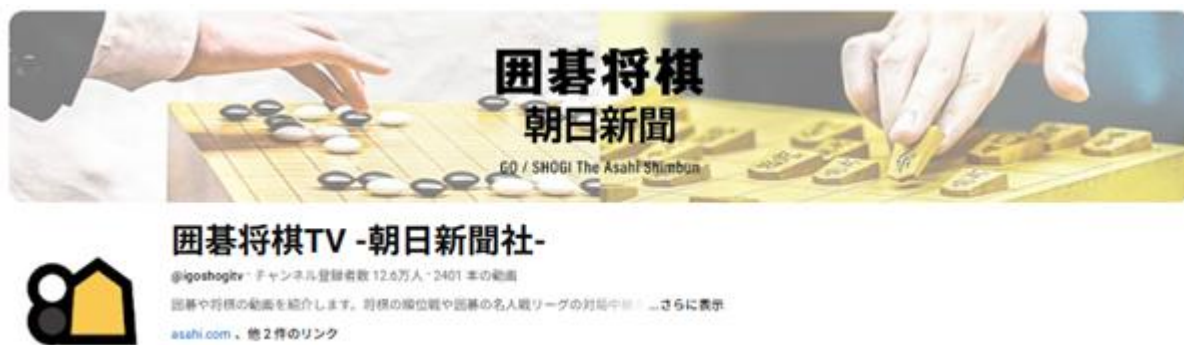 囲碁将棋
朝日新聞
GO / SHOGI The Asahi Shimbun
囲碁将棋TV -朝日新聞社-
@igoshogitv・チャンネル登録者数 12.6万人・2401 本の動画
囲碁や将棋の動画を紹介します。将棋の順位戦や囲碁の名人戦リーグの対局中 ...さらに表示
asahi.com 、他 2 件のリンク